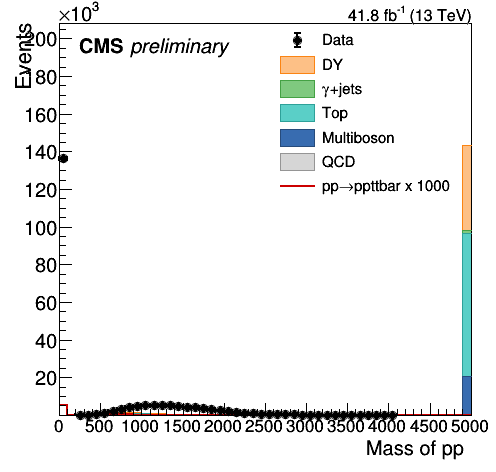 ×10³
41.8 fb⁻¹ (13 TeV)
Events
CMS preliminary
Data
DY
γ+jets
Top
Multiboson
QCD
pp→ppttbar x 1000
200
180
160
140
120
100
80
60
40
20
0 500 1000 1500 2000 2500 3000 3500 4000 4500 5000
Mass of pp